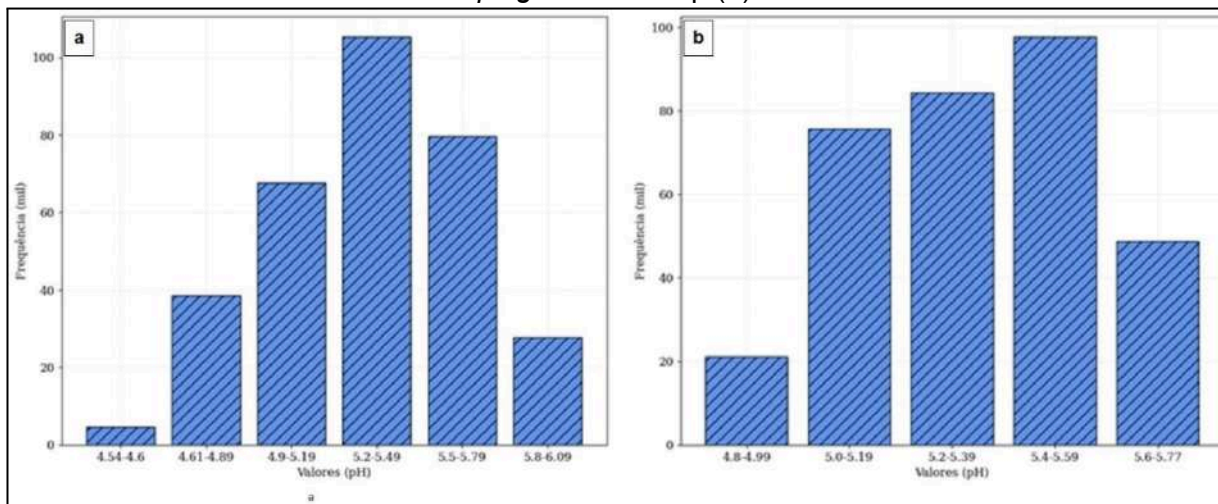 a
Frequência (mil)
100
80
60
40
20
0
4.54-4.6 4.61-4.89 4.9-5.19 5.2-5.49 5.5-5.79 5.8-6.09
Valores (pH)
a
b
Frequência (mil)
100
80
60
40
20
0
4.8-4.99 5.0-5.19 5.2-5.39 5.4-5.59 5.6-5.77
Valores (pH)